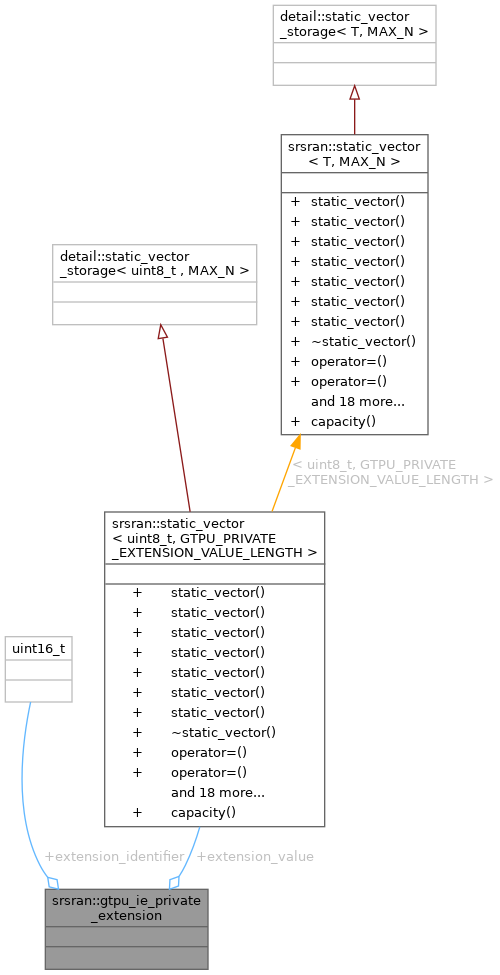 detail::static_vector
_storage< T, MAX_N >
srsran::static_vector
< T, MAX_N >
+ static_vector()
+ static_vector()
+ static_vector()
+ static_vector()
+ static_vector()
+ static_vector()
+ static_vector()
+ ~static_vector()
+ operator=()
+ operator=()
and 18 more...
+ capacity()
detail::static_vector
_storage< uint8_t , MAX_N >
< uint8_t, GTPU_PRIVATE
_EXTENSION_VALUE_LENGTH >
srsran::static_vector
< uint8_t, GTPU_PRIVATE
_EXTENSION_VALUE_LENGTH >
+ static_vector()
+ static_vector()
+ static_vector()
+ static_vector()
+ static_vector()
+ static_vector()
+ static_vector()
+ ~static_vector()
+ operator=()
+ operator=()
and 18 more...
+ capacity()
uint16_t
+extension_identifier
+extension_value
srsran::gtpu_ie_private
_extension